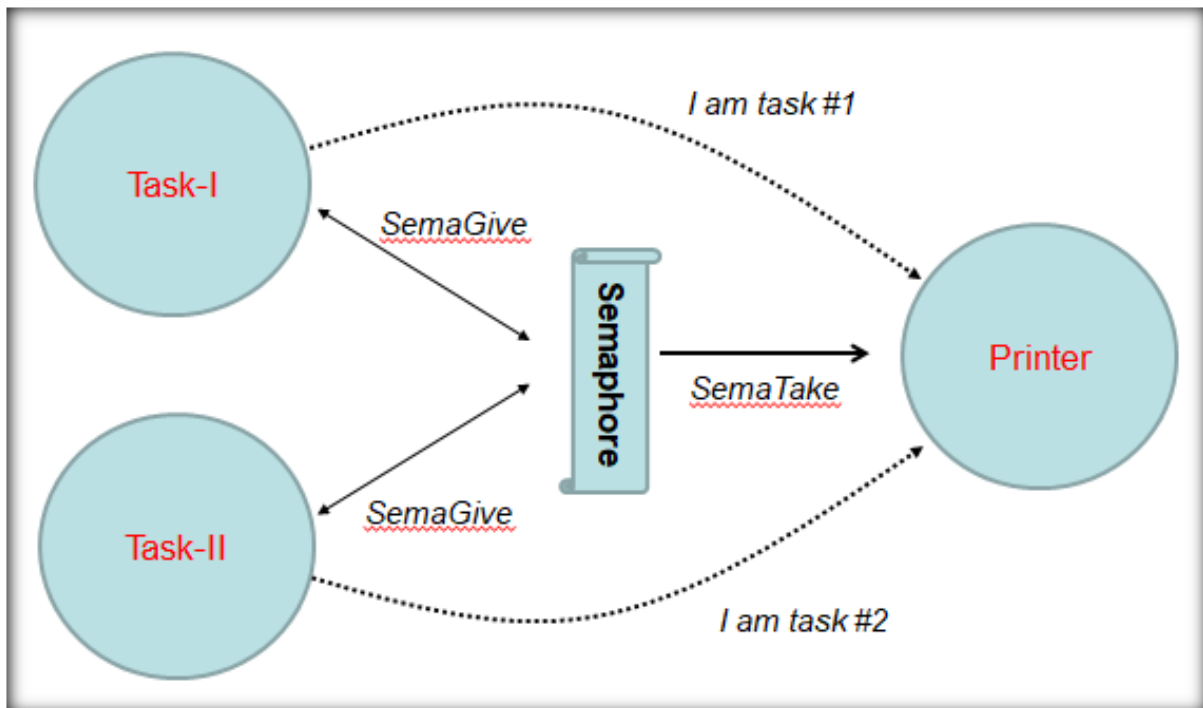 I am task #1
Task-I
SemaGive
Semaphore
Printer
SemaTake
SemaGive
Task-II
I am task #2